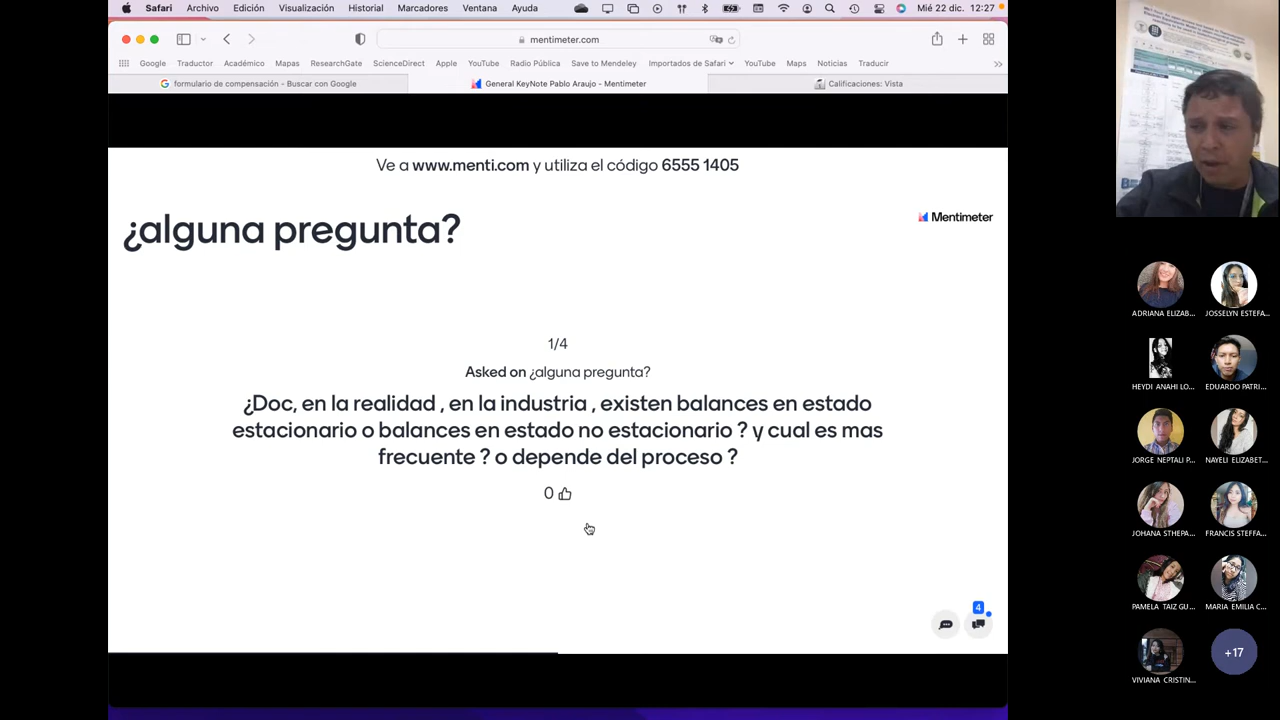 Safari Archivo Edición Visualización Historial Marcadores Ventana Ayuda Mié 22 dic. 12:27
mentimeter.com
Google Traductor Académico Mapas ResearchGate ScienceDirect Apple YouTube Radio Pública Save to Mendeley Importados de Safari YouTube Maps Noticias Traducir
formulario de compensación - Buscar con Google General KeyNote Pablo Araujo - Mentimeter Calificaciones: Vista
Ve a www.menti.com y utiliza el código 6555 1405
¿alguna pregunta?
Mentimeter
1/4
Asked on ¿alguna pregunta?
¿Doc, en la realidad , en la industria , existen balances en estado
estacionario o balances en estado no estacionario ? y cual es mas
frecuente ? o depende del proceso ?
0
4
ADRIANA ELIZAB... JOSSELYN ESTEFA...
HEYDI ANAHI LO... EDUARDO PATRI...
JORGE NEPTALI P... NAYELI ELIZABET...
JOHANA STHEPA... FRANCIS STEFFA...
PAMELA TAIZ GU... MARIA EMILIA C...
VIVIANA CRISTIN... +17